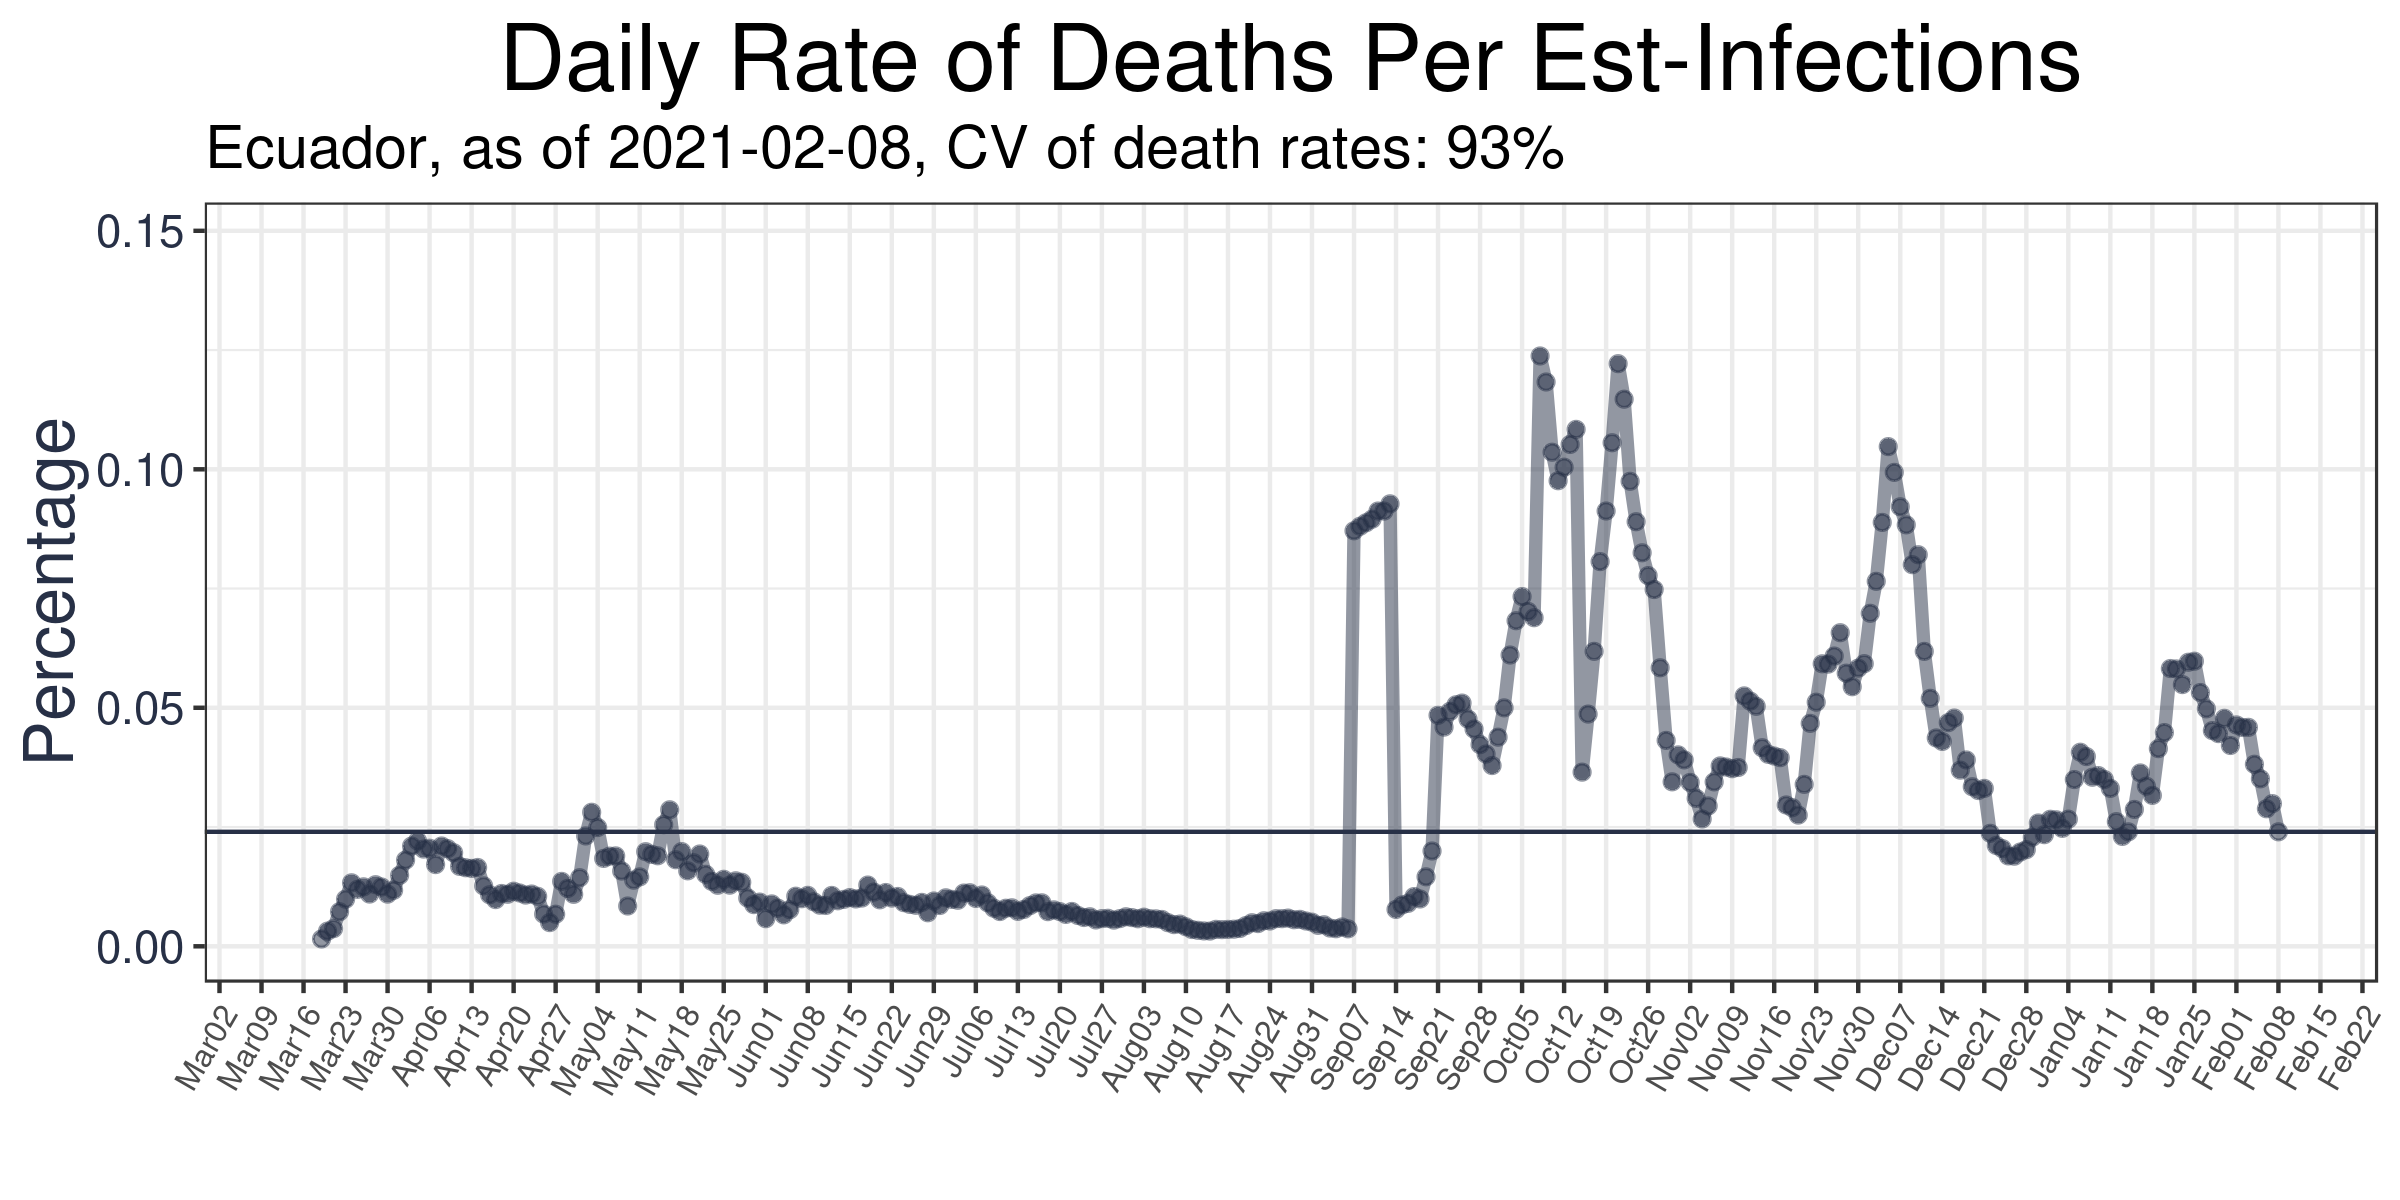 Daily Rate of Deaths Per Est-Infections
Ecuador, as of 2021-02-08, CV of death rates: 93%
Percentage
0.15
0.10
0.05
0.00
Mar02
Mar09
Mar16
Mar23
Mar30
Apr06
Apr13
Apr20
Apr27
May04
May11
May18
May25
Jun01
Jun08
Jun15
Jun22
Jun29
Jul06
Jul13
Jul20
Jul27
Aug03
Aug10
Aug17
Aug24
Aug31
Sep07
Sep14
Sep21
Sep28
Oct05
Oct12
Oct19
Oct26
Nov02
Nov09
Nov16
Nov23
Nov30
Dec07
Dec14
Dec21
Dec28
Jan04
Jan11
Jan18
Jan25
Feb01
Feb08
Feb15
Feb22